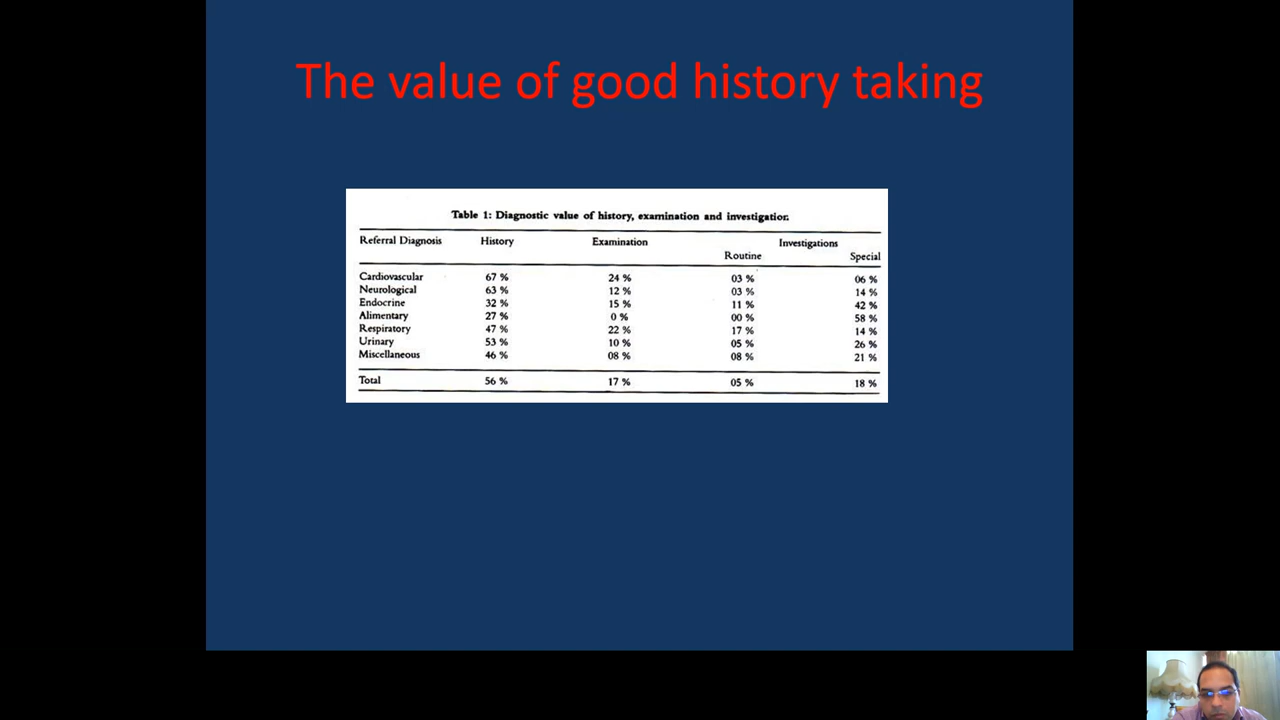 The value of good history taking
Table 1: Diagnostic value of history, examination and investigation.
Referral Diagnosis History Examination Investigations
Routine Special
Cardiovascular 67 % 24 % 03 % 06 %
Neurological 63 % 12 % 03 % 14 %
Endocrine 32 % 15 % 11 % 42 %
Alimentary 27 % 0 % 00 % 58 %
Respiratory 47 % 22 % 17 % 14 %
Urinary 53 % 10 % 05 % 26 %
Miscellaneous 46 % 08 % 08 % 21 %
Total 56 % 17 % 05 % 18 %